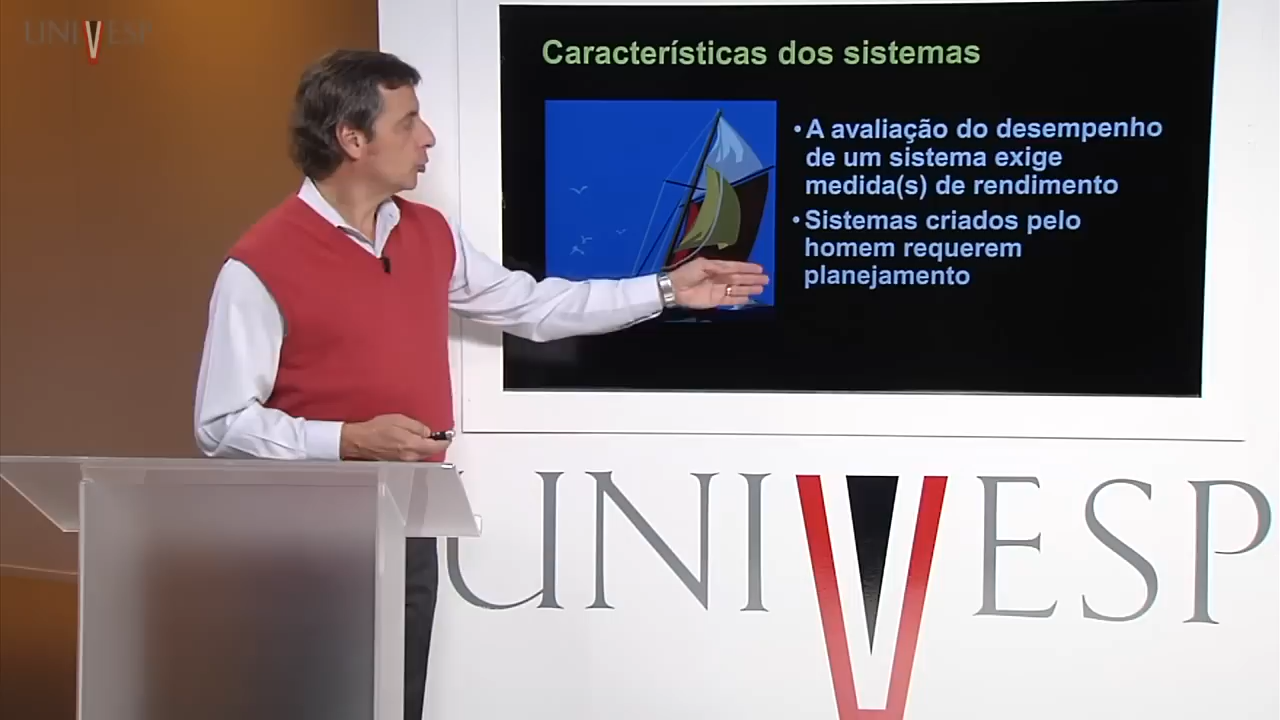 UNIVESP
Características dos sistemas
•A avaliação do desempenho
de um sistema exige
medida(s) de rendimento
•Sistemas criados pelo
homem requerem
planejamento
UNIVESP